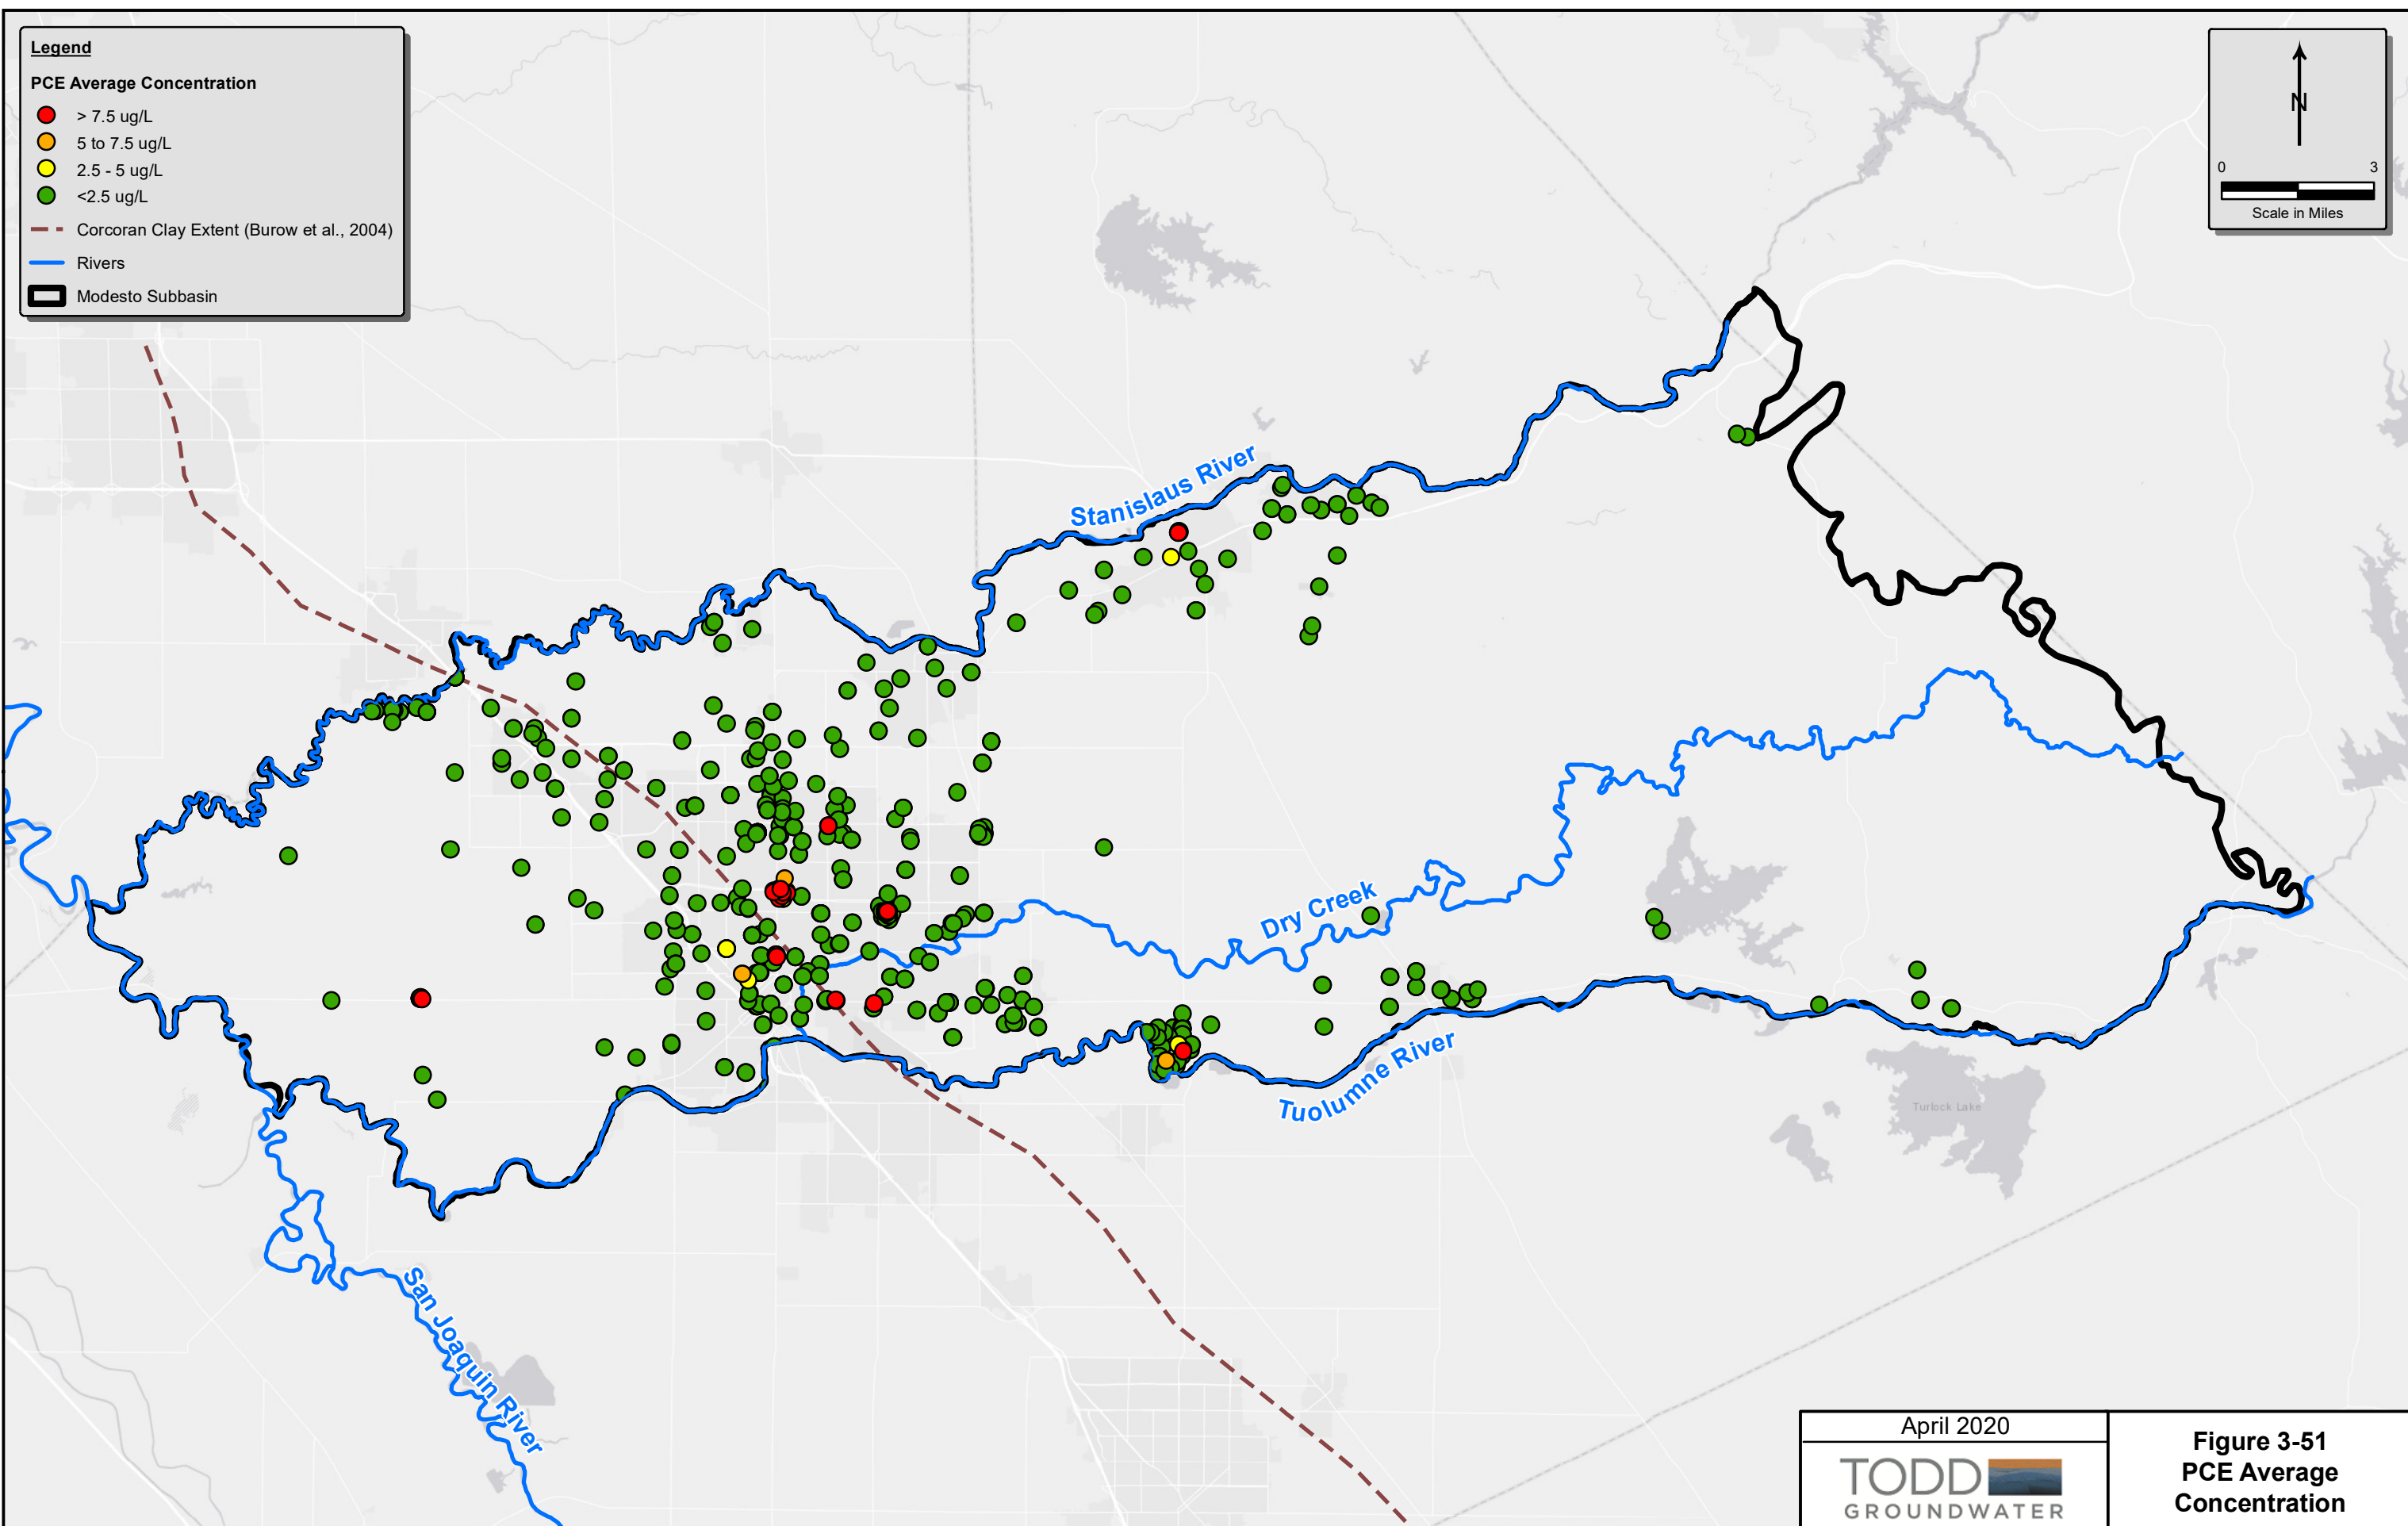 Legend
PCE Average Concentration
> 7.5 ug/L
5 to 7.5 ug/L
2.5 - 5 ug/L
<2.5 ug/L
Corcoran Clay Extent (Burow et al., 2004)
Rivers
Modesto Subbasin
N
0 3
Scale in Miles
Stanislaus River
Dry Creek
Tuolumne River
Turlock Lake
San Joaquin River
April 2020
TODD
GROUNDWATER
Figure 3-51
PCE Average
Concentration